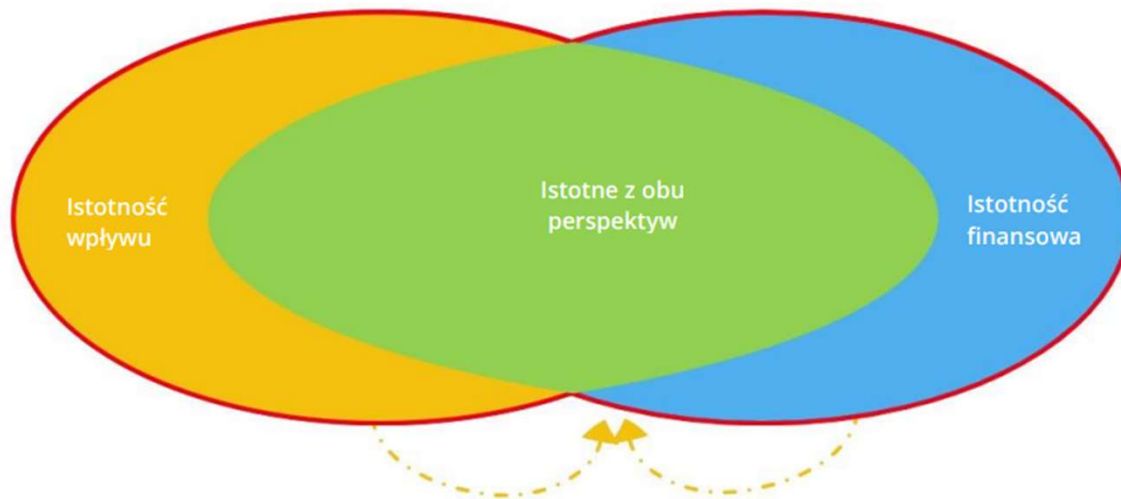 Istotność
wpływu
Istotne z obu
perspektyw
Istotność
finansowa